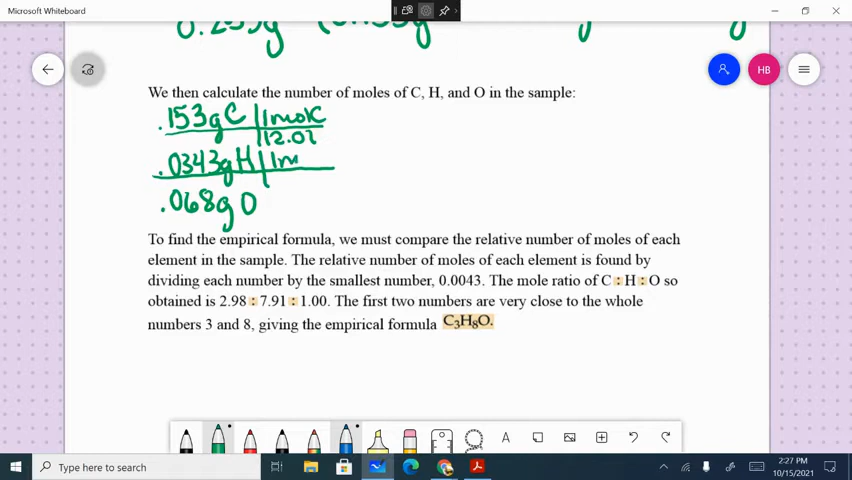 Microsoft Whiteboard
HB
We then calculate the number of moles of C, H, and O in the sample:
.153g C | 1molC
12.01
.0343g H | 1m
.068g O
To find the empirical formula, we must compare the relative number of moles of each
element in the sample. The relative number of moles of each element is found by
dividing each number by the smallest number, 0.0043. The mole ratio of C : H : O so
obtained is 2.98 : 7.91 : 1.00. The first two numbers are very close to the whole
numbers 3 and 8, giving the empirical formula C₃H₈O.
A
Type here to search
2:27 PM
10/15/2021